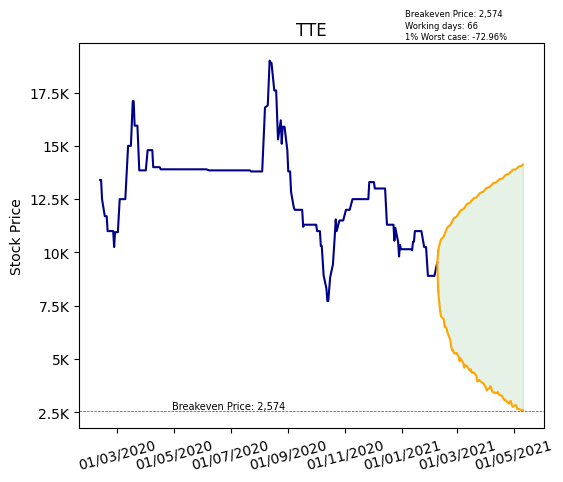 Breakeven Price: 2,574
Working days: 66
1% Worst case: -72.96%
TTE
Stock Price
17.5K
15K
12.5K
10K
7.5K
5K
2.5K
Breakeven Price: 2,574
01/03/2020
01/05/2020
01/07/2020
01/09/2020
01/11/2020
01/01/2021
01/03/2021
01/05/2021